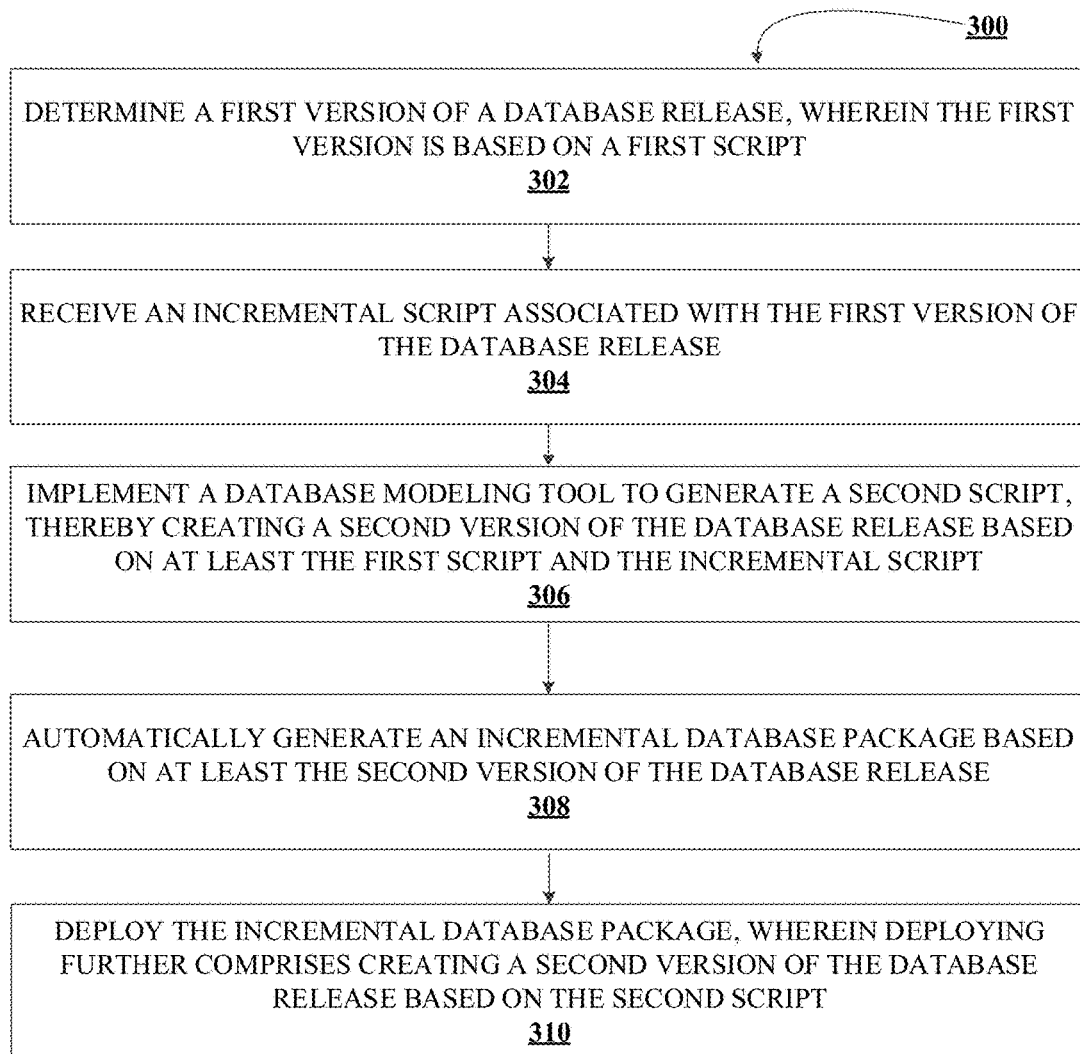 300
DETERMINE A FIRST VERSION OF A DATABASE RELEASE, WHEREIN THE FIRST
VERSION IS BASED ON A FIRST SCRIPT
302
RECEIVE AN INCREMENTAL SCRIPT ASSOCIATED WITH THE FIRST VERSION OF
THE DATABASE RELEASE
304
IMPLEMENT A DATABASE MODELING TOOL TO GENERATE A SECOND SCRIPT,
THEREBY CREATING A SECOND VERSION OF THE DATABASE RELEASE BASED
ON AT LEAST THE FIRST SCRIPT AND THE INCREMENTAL SCRIPT
306
AUTOMATICALLY GENERATE AN INCREMENTAL DATABASE PACKAGE BASED
ON AT LEAST THE SECOND VERSION OF THE DATABASE RELEASE
308
DEPLOY THE INCREMENTAL DATABASE PACKAGE, WHEREIN DEPLOYING
FURTHER COMPRISES CREATING A SECOND VERSION OF THE DATABASE
RELEASE BASED ON THE SECOND SCRIPT
310